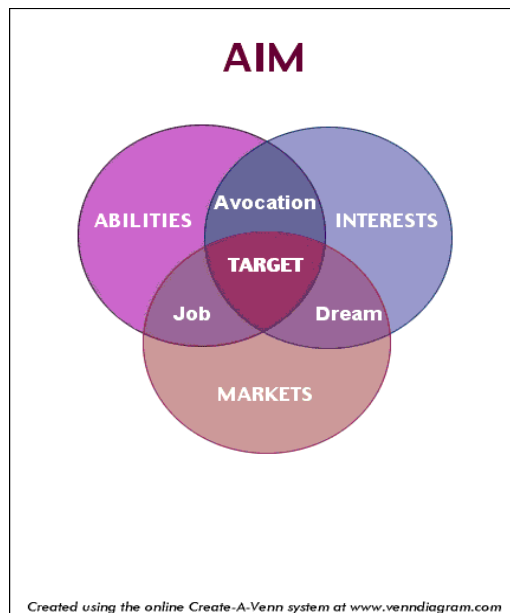 AIM
Avocation
ABILITIES
INTERESTS
TARGET
Job
Dream
MARKETS
Created using the online Create-A-Venn system at www.venndiagram.com